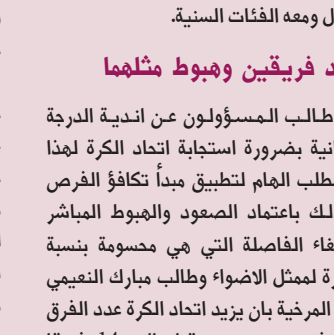 ل ومعه الفئات السنية.
د فريقين وهبوط مثلهما
طالب المسؤولون عن اندية الدرجة
انية بضرورة استجابة اتحاد الكرة لهذا
طلب الهام لتطبيق مبدأ تكافؤ الفرص
لك باعتماد الصعود والهبوط المباشر
غاء الفاصلة التي هي محسومة بنسبة
رة لممثل الاضواء وطالب مبارك النعيمي
المرخية بان يزيد اتحاد الكرة عدد الفرق